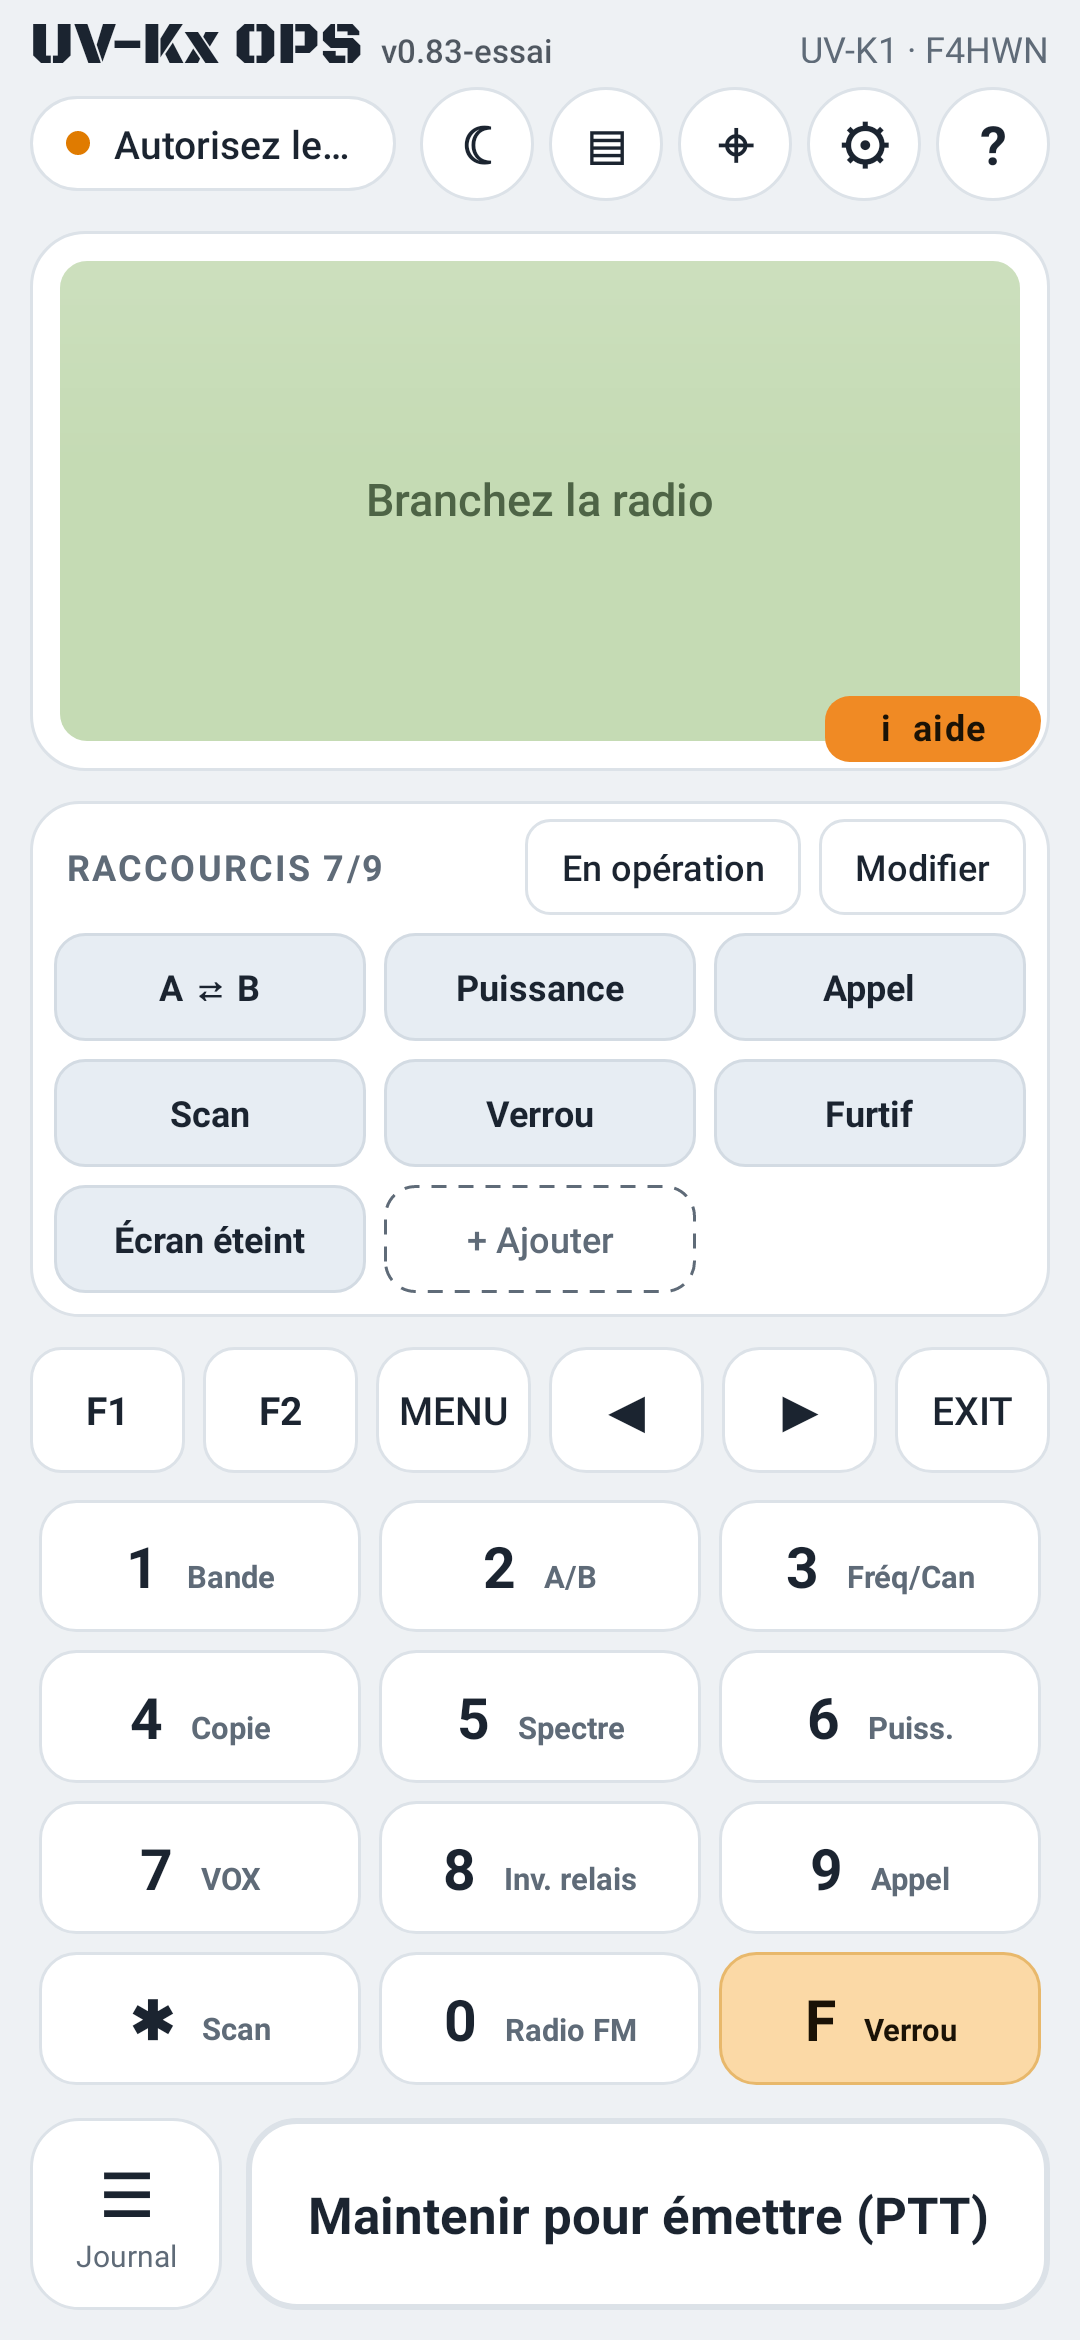 UV-Kx OPS v0.83-essai UV-K1 · F4HWN
Autorisez le… ☾ ▤ ⌖ ⚙ ?
Branchez la radio
i aide
RACCOURCIS 7/9 En opération Modifier
A ⇄ B Puissance Appel
Scan Verrou Furtif
Écran éteint + Ajouter
F1 F2 MENU ◀ ▶ EXIT
1 Bande 2 A/B 3 Fréq/Can
4 Copie 5 Spectre 6 Puiss.
7 VOX 8 Inv. relais 9 Appel
✱ Scan 0 Radio FM F Verrou
☰ Maintenir pour émettre (PTT)
Journal